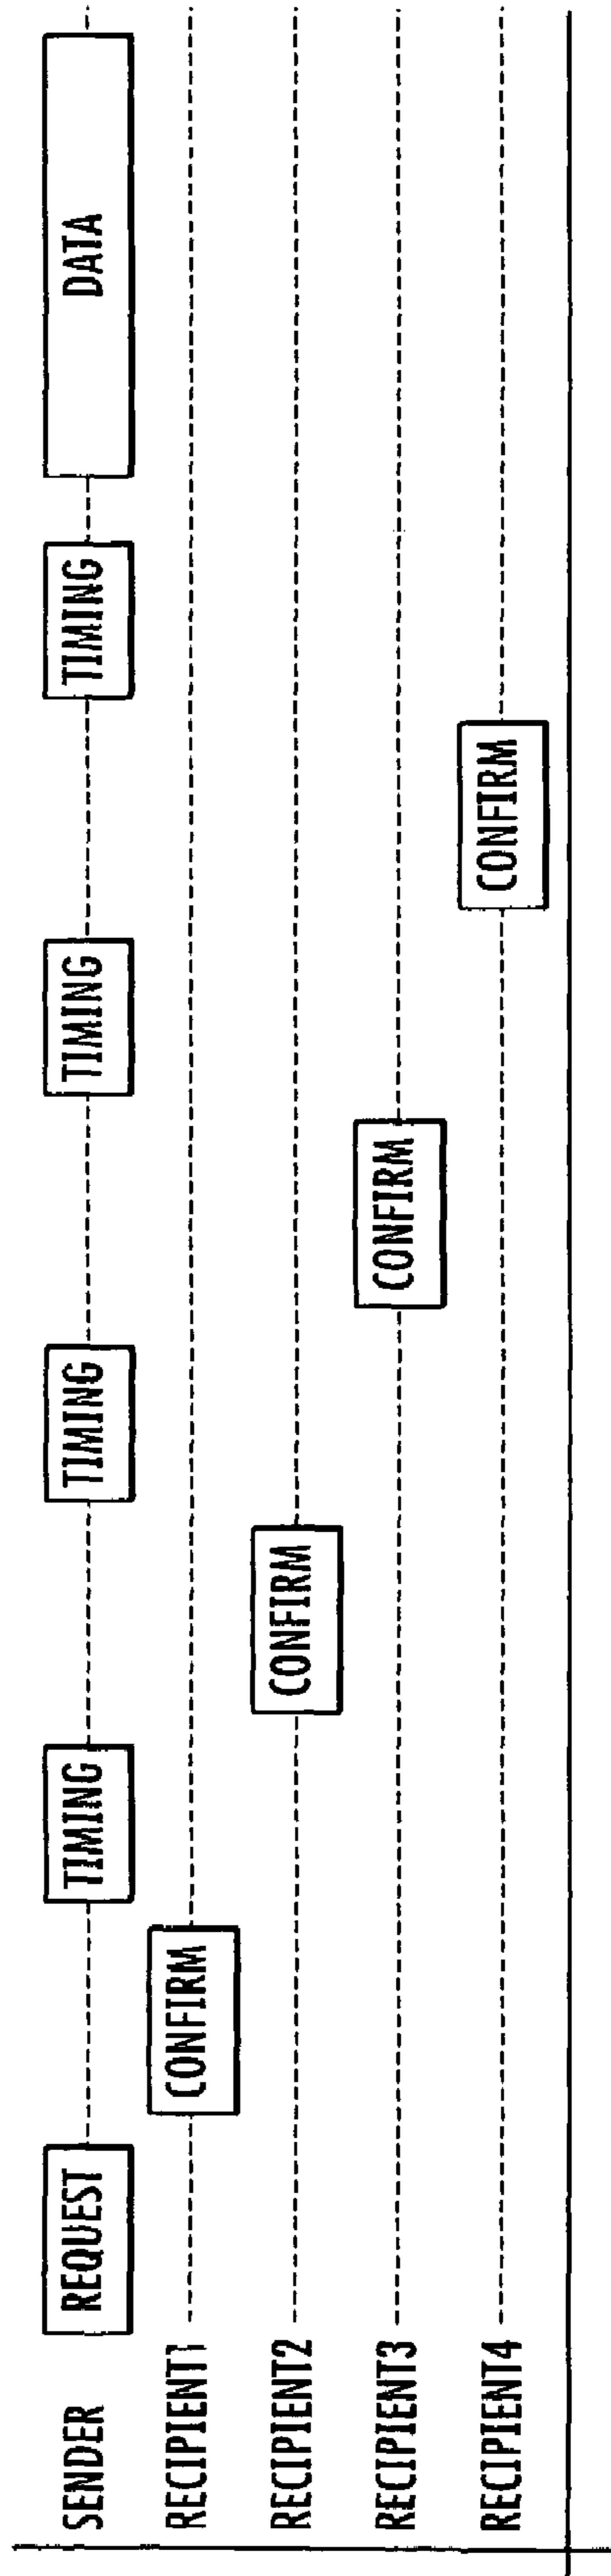 SENDER REQUEST TIMING TIMING TIMING TIMING DATA
RECIPIENT1 CONFIRM
RECIPIENT2 CONFIRM
RECIPIENT3 CONFIRM
RECIPIENT4 CONFIRM